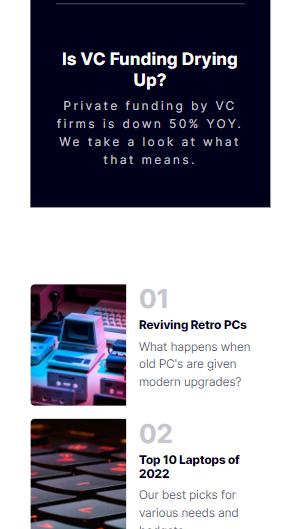 Is VC Funding Drying
Up?
Private funding by VC
firms is down 50% YOY.
We take a look at what
that means.
01
Reviving Retro PCs
What happens when
old PC's are given
modern upgrades?
02
Top 10 Laptops of
2022
Our best picks for
various needs and